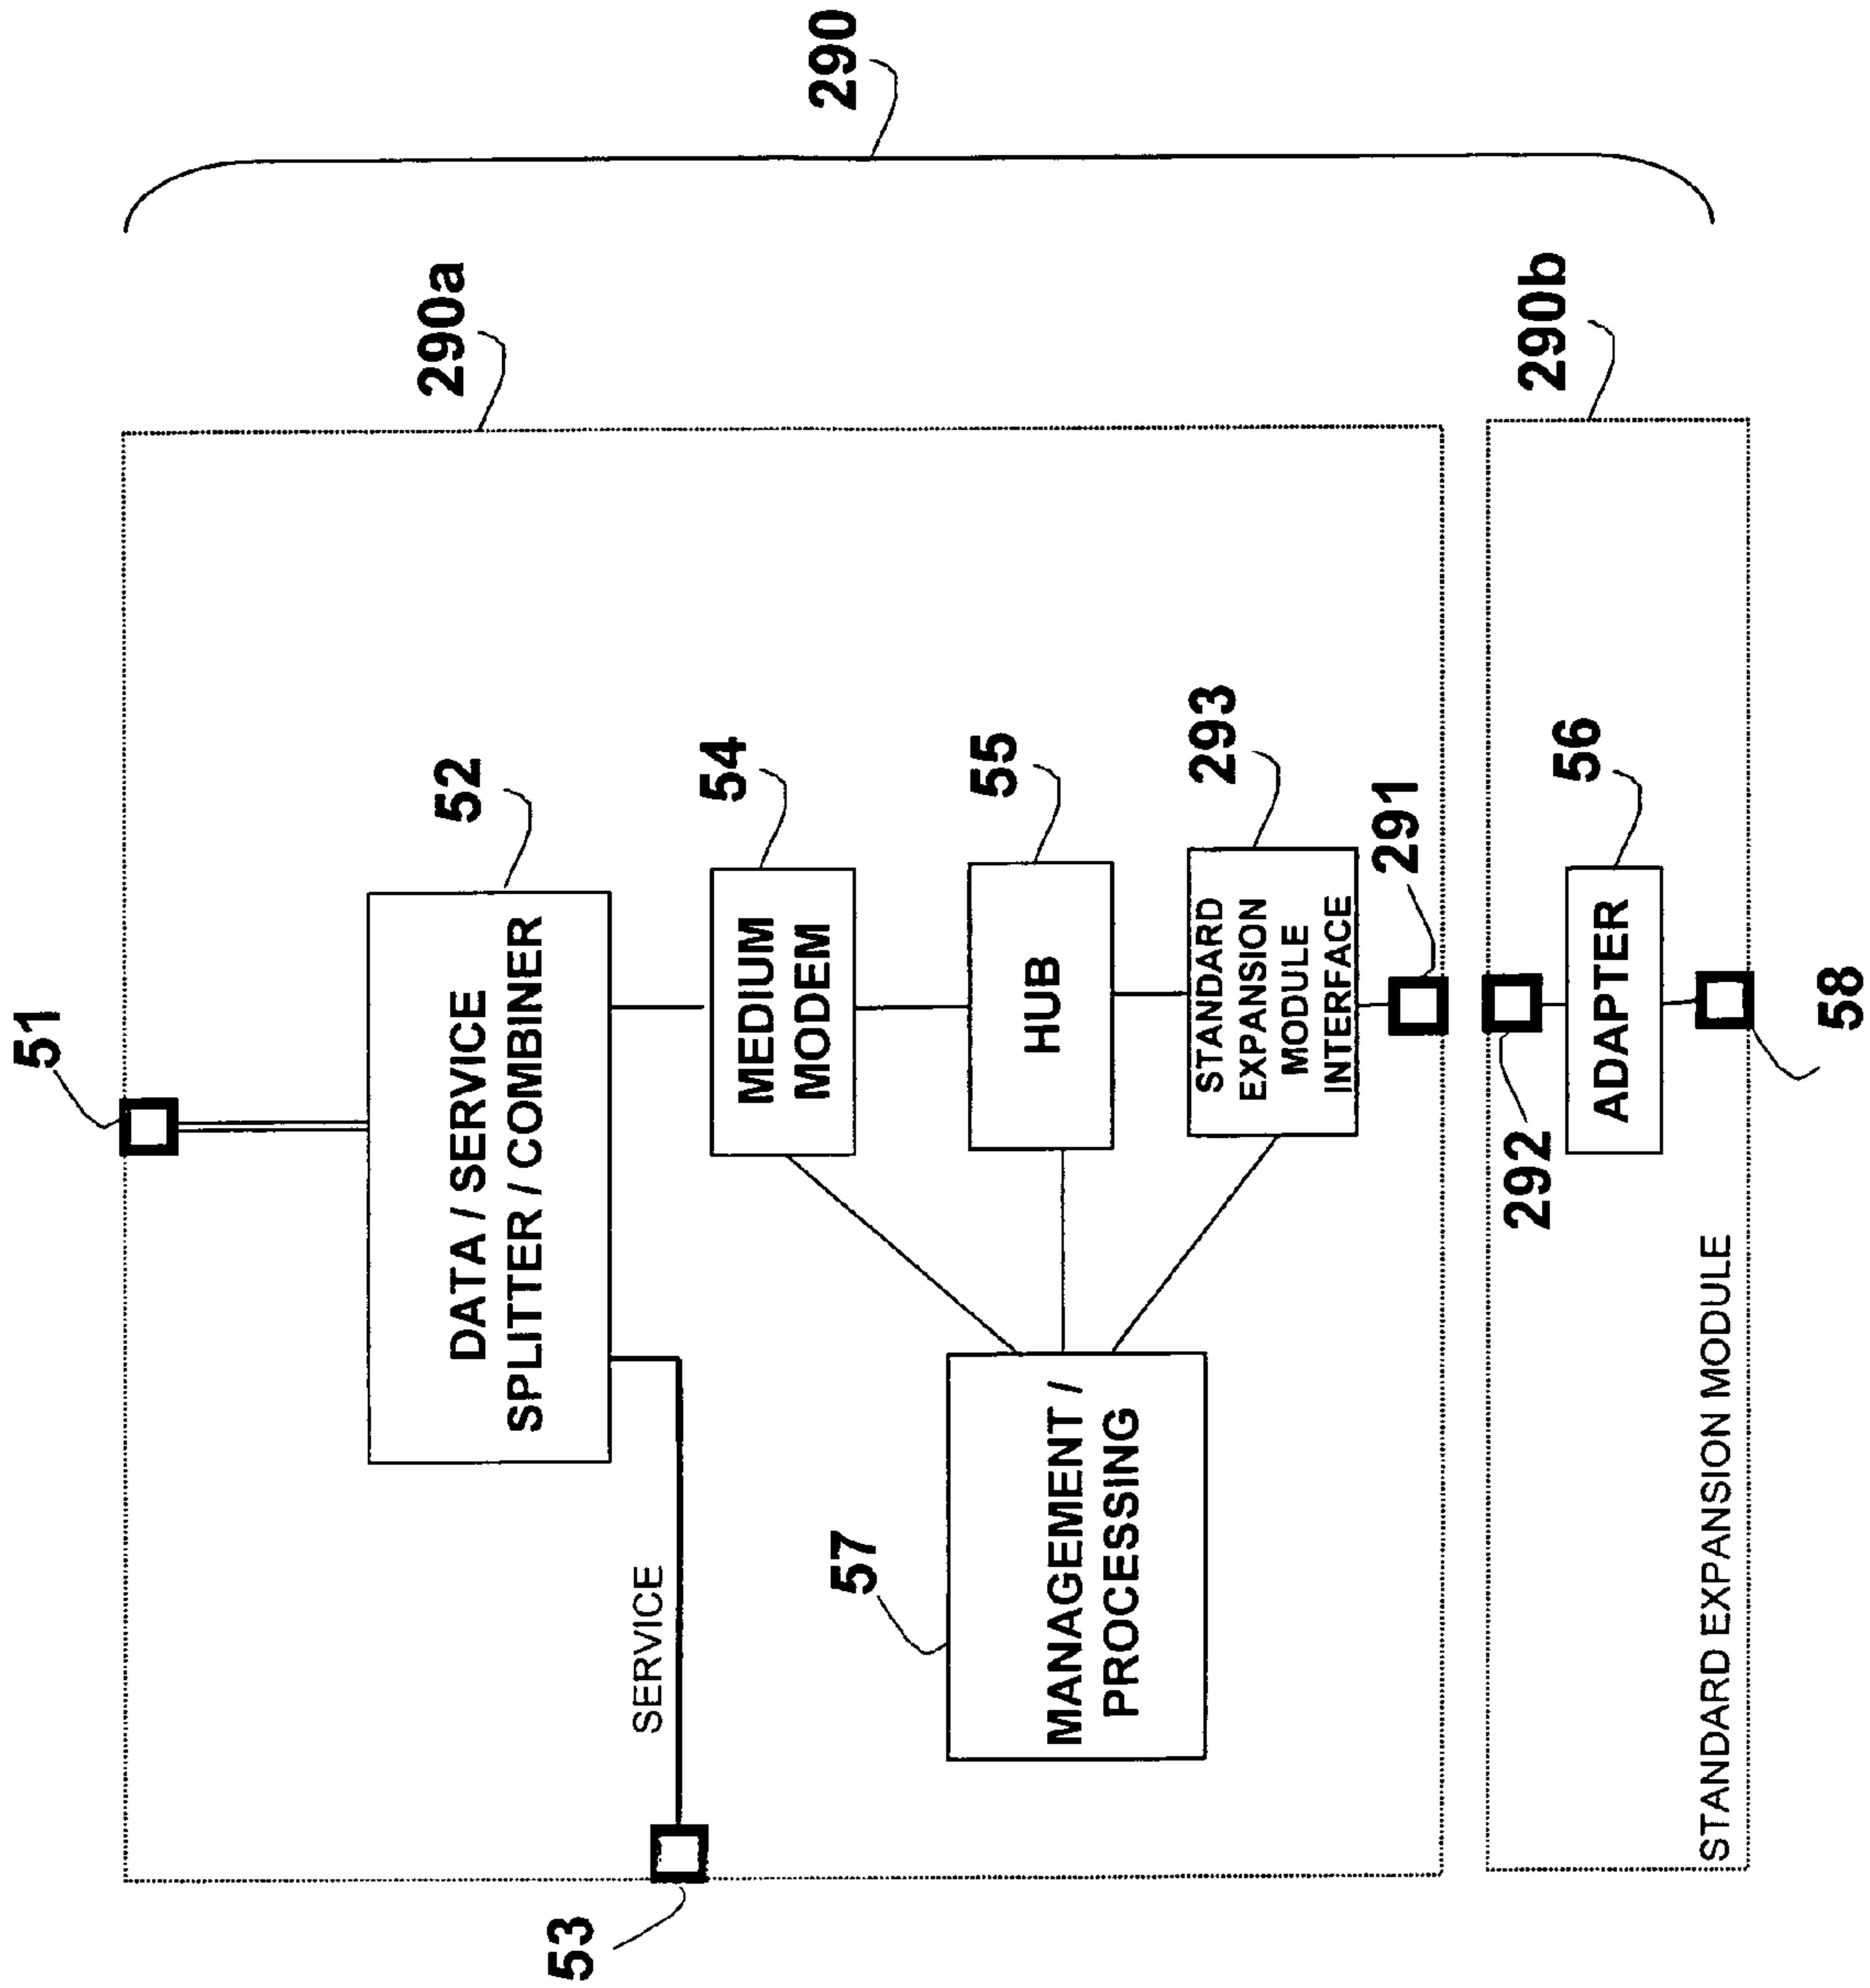 290
290a
290b
51
52
DATA / SERVICE
SPLITTER / COMBINER
54
MEDIUM
MODEM
55
HUB
293
STANDARD
EXPANSION
MODULE
INTERFACE
291
292
56
ADAPTER
58
SERVICE
53
57
MANAGEMENT /
PROCESSING
STANDARD EXPANSION MODULE